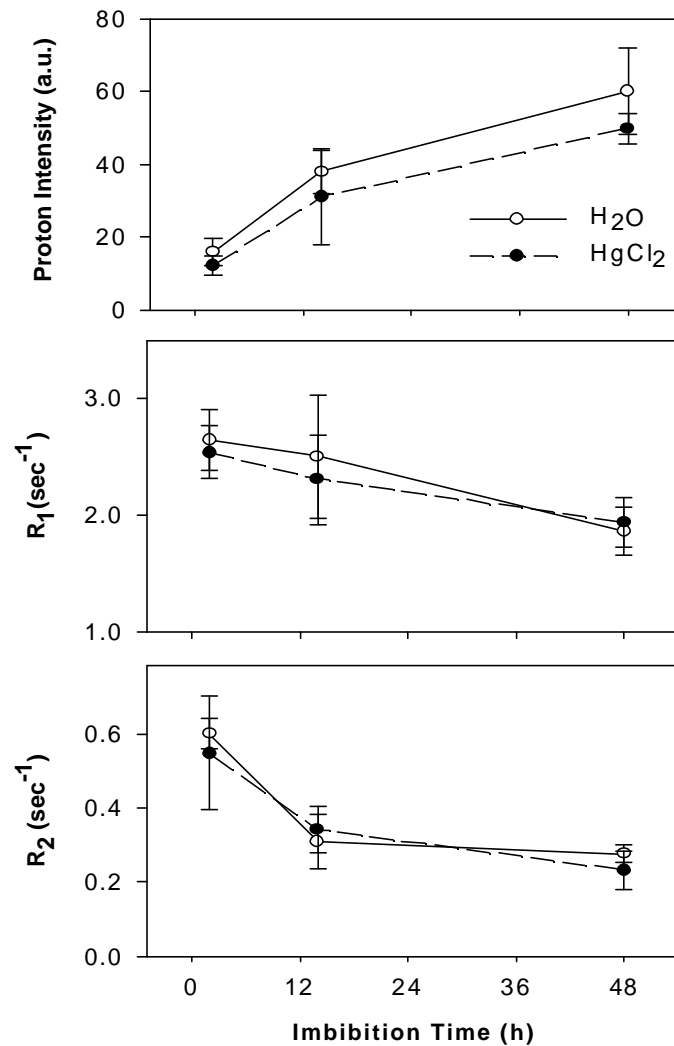 Proton Intensity (a.u.)
80
60
40
20
0
H2O
HgCl2
R1 (sec-1)
3.0
2.0
1.0
R2 (sec-1)
0.6
0.4
0.2
0.0
0 12 24 36 48
Imbibition Time (h)